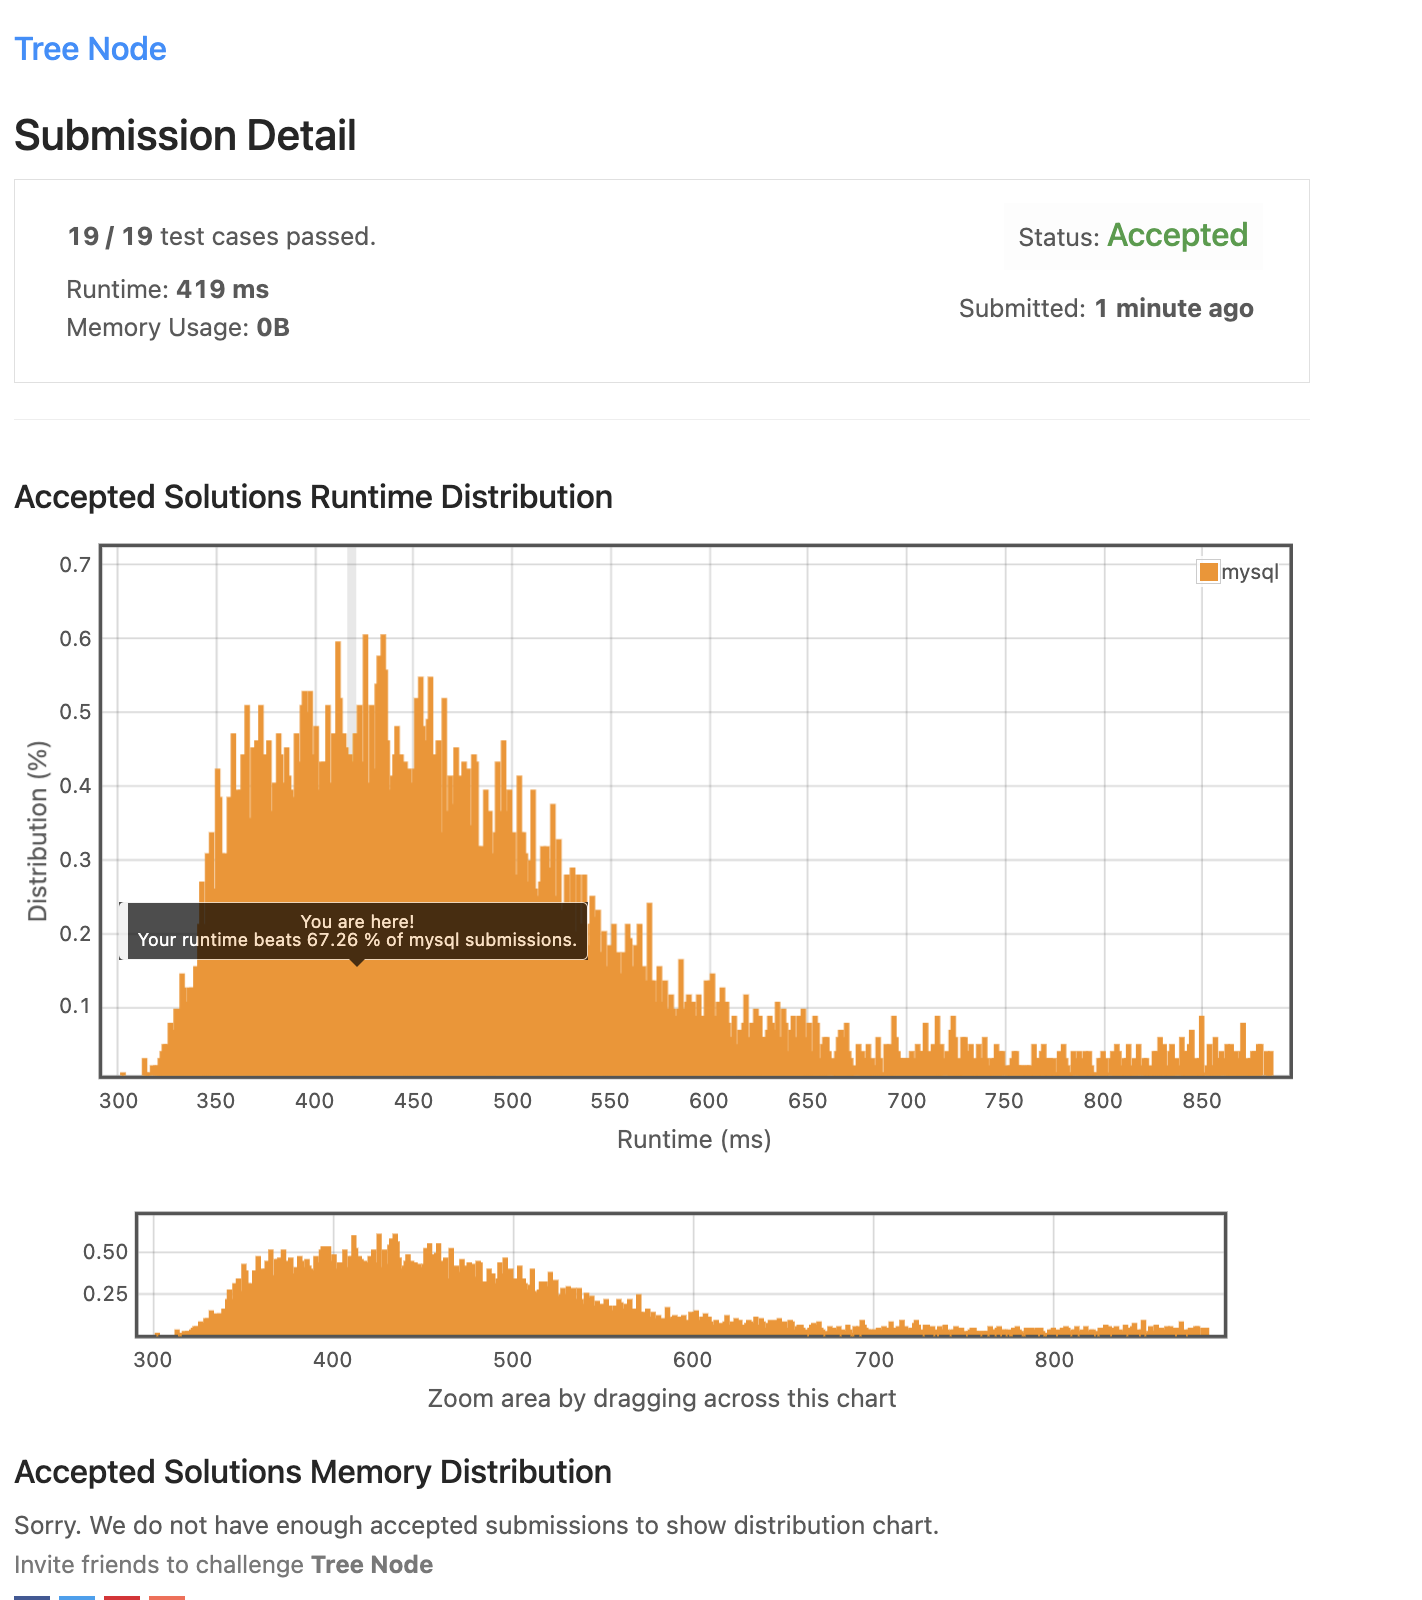 Tree Node
Submission Detail
19 / 19 test cases passed.
Status: Accepted
Runtime: 419 ms
Submitted: 1 minute ago
Memory Usage: 0B
Accepted Solutions Runtime Distribution
0.7
mysql
0.6
0.5
0.4
0.3
0.2
0.1
Distribution (%)
You are here!
Your runtime beats 67.26 % of mysql submissions.
300 350 400 450 500 550 600 650 700 750 800 850
Runtime (ms)
0.50
0.25
300 400 500 600 700 800
Zoom area by dragging across this chart
Accepted Solutions Memory Distribution
Sorry. We do not have enough accepted submissions to show distribution chart.
Invite friends to challenge Tree Node